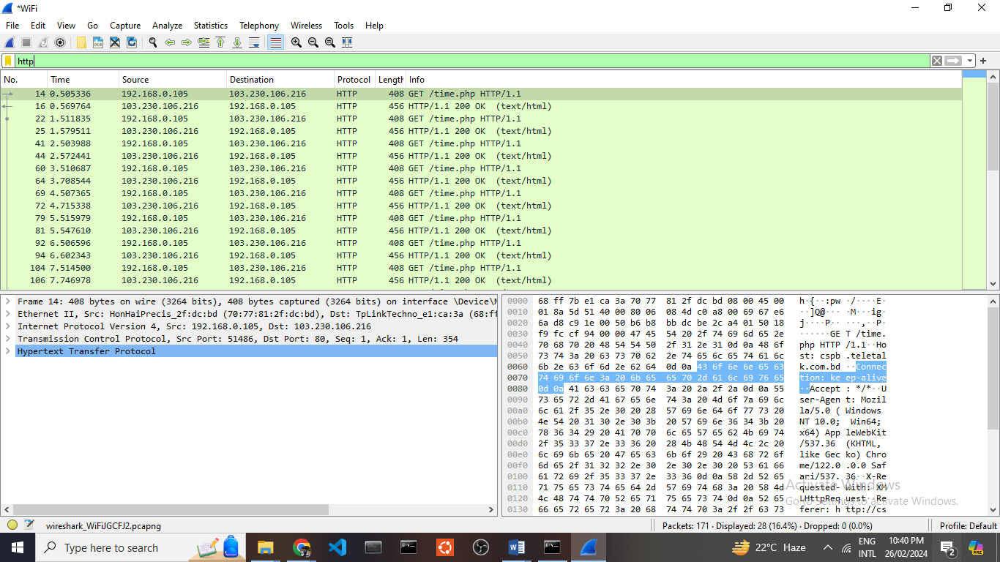 *WiFi
File Edit View Go Capture Analyze Statistics Telephony Wireless Tools Help
http
No. Time Source Destination Protocol Length Info
14 0.505336 192.168.0.105 103.230.106.216 HTTP 408 GET /time.php HTTP/1.1
16 0.569764 103.230.106.216 192.168.0.105 HTTP 456 HTTP/1.1 200 OK (text/html)
22 1.511835 192.168.0.105 103.230.106.216 HTTP 408 GET /time.php HTTP/1.1
25 1.579511 103.230.106.216 192.168.0.105 HTTP 456 HTTP/1.1 200 OK (text/html)
41 2.503988 192.168.0.105 103.230.106.216 HTTP 408 GET /time.php HTTP/1.1
44 2.572441 103.230.106.216 192.168.0.105 HTTP 456 HTTP/1.1 200 OK (text/html)
60 3.510687 192.168.0.105 103.230.106.216 HTTP 408 GET /time.php HTTP/1.1
64 3.708544 103.230.106.216 192.168.0.105 HTTP 456 HTTP/1.1 200 OK (text/html)
69 4.507365 192.168.0.105 103.230.106.216 HTTP 408 GET /time.php HTTP/1.1
72 4.715338 103.230.106.216 192.168.0.105 HTTP 456 HTTP/1.1 200 OK (text/html)
79 5.515979 192.168.0.105 103.230.106.216 HTTP 408 GET /time.php HTTP/1.1
81 5.547610 103.230.106.216 192.168.0.105 HTTP 456 HTTP/1.1 200 OK (text/html)
92 6.506596 192.168.0.105 103.230.106.216 HTTP 408 GET /time.php HTTP/1.1
94 6.602343 103.230.106.216 192.168.0.105 HTTP 456 HTTP/1.1 200 OK (text/html)
104 7.514500 192.168.0.105 103.230.106.216 HTTP 408 GET /time.php HTTP/1.1
106 7.746978 103.230.106.216 192.168.0.105 HTTP 456 HTTP/1.1 200 OK (text/html)
Frame 14: 408 bytes on wire (3264 bits), 408 bytes captured (3264 bits) on interface \Device\N
Ethernet II, Src: HonHaiPrecis_2f:dc:bd (70:77:81:2f:dc:bd), Dst: TpLinkTechno_e1:ca:3a (68:ff
Internet Protocol Version 4, Src: 192.168.0.105, Dst: 103.230.106.216
Transmission Control Protocol, Src Port: 51486, Dst Port: 80, Seq: 1, Ack: 1, Len: 354
Hypertext Transfer Protocol
0000 68 ff 7b e1 ca 3a 70 77 81 2f dc bd 08 00 45 00 h·{··:pw ·/····E·
0010 01 8a 5d 51 40 00 80 06 08 4d c0 a8 00 69 67 e6 ··]Q@··· ·M···ig·
0020 6a d8 c9 1e 00 50 b6 b8 bb dc be 2c a4 01 50 18 j····P·· ···,··P·
0030 f9 fc cf 94 00 00 47 45 54 20 2f 74 69 6d 65 2e ······GE T /time.
0040 70 68 70 20 48 54 54 50 2f 31 2e 31 0d 0a 48 6f php HTTP /1.1··Ho
0050 73 74 3a 20 63 73 70 62 2e 74 65 6c 65 74 61 6c st: cspb .teletal
0060 6b 2e 63 6f 6d 2e 62 64 0d 0a 43 6f 6e 6e 65 63 k.com.bd ··Connec
0070 74 69 6f 6e 3a 20 6b 65 65 70 2d 61 6c 69 76 65 tion: ke ep-alive
0080 0d 0a 41 63 63 65 70 74 3a 20 2a 2f 2a 0d 0a 55 ··Accept : */*··U
0090 73 65 72 2d 41 67 65 6e 74 3a 20 4d 6f 7a 69 6c ser-Agen t: Mozil
00a0 6c 61 2f 35 2e 30 20 28 57 69 6e 64 6f 77 73 20 la/5.0 ( Windows
00b0 4e 54 20 31 30 2e 30 3b 20 57 69 6e 36 34 3b 20 NT 10.0; Win64;
00c0 78 36 34 29 20 41 70 70 6c 65 57 65 62 4b 69 74 x64) App leWebKit
00d0 2f 35 33 37 2e 33 36 20 28 4b 48 54 4d 4c 2c 20 /537.36 (KHTML,
00e0 6c 69 6b 65 20 47 65 63 6b 6f 29 20 43 68 72 6f like Gec ko) Chro
00f0 6d 65 2f 31 32 32 2e 30 2e 30 2e 30 20 53 61 66 me/122.0 .0.0 Saf
0100 61 72 69 2f 35 33 37 2e 33 36 0d 0a 58 2d 52 65 ari/537. 36··X-Re
0110 71 75 65 73 74 65 64 2d 57 69 74 68 3a 20 58 4d quested- With: XM
0120 4c 48 74 74 70 52 65 71 75 65 73 74 0d 0a 52 65 LHttpReq uest··Re
0130 66 65 72 65 72 3a 20 68 74 74 70 3a 2f 2f 63 73 ferer: h ttp://cs
Activate Windows
Go to Settings to activate Windows.
wireshark_WiFiJGCFJ2.pcapng Packets: 171 · Displayed: 28 (16.4%) · Dropped: 0 (0.0%) Profile: Default
Type here to search 22°C Haze ENG INTL 10:40 PM 26/02/2024 2 PRE